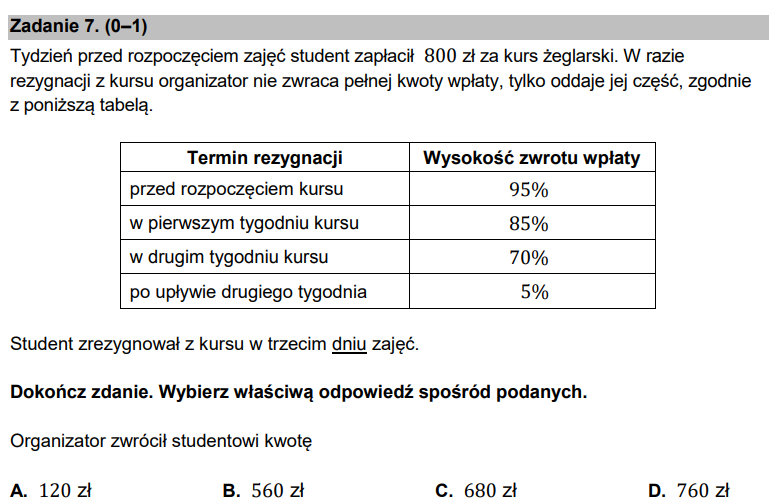 Zadanie 7. (0–1)
Tydzień przed rozpoczęciem zajęć student zapłacił 800 zł za kurs żeglarski. W razie
rezygnacji z kursu organizator nie zwraca pełnej kwoty wpłaty, tylko oddaje jej część, zgodnie
z poniższą tabelą.
Termin rezygnacji Wysokość zwrotu wpłaty
przed rozpoczęciem kursu 95%
w pierwszym tygodniu kursu 85%
w drugim tygodniu kursu 70%
po upływie drugiego tygodnia 5%
Student zrezygnował z kursu w trzecim dniu zajęć.
Dokończ zdanie. Wybierz właściwą odpowiedź spośród podanych.
Organizator zwrócił studentowi kwotę
A. 120 zł B. 560 zł C. 680 zł D. 760 zł